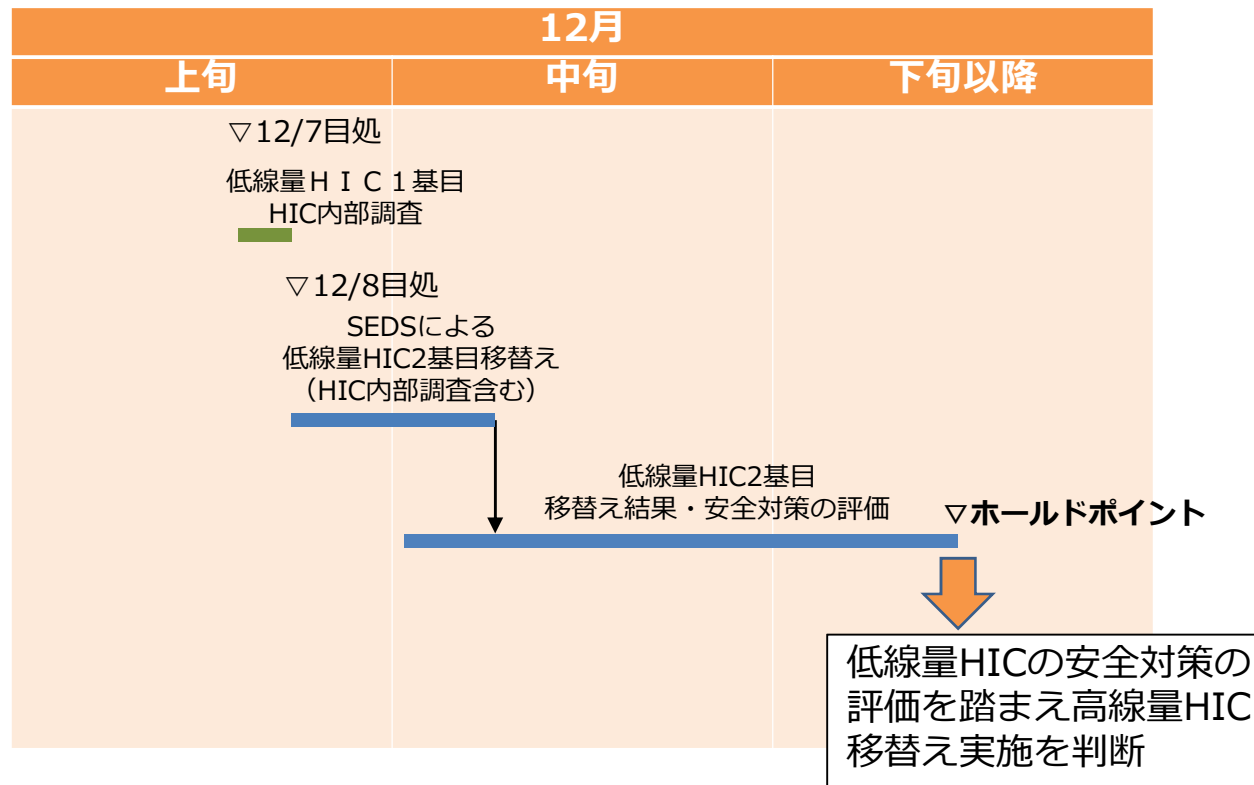 12月
上旬
中旬
下旬以降
▽12/7目処
低線量ＨＩＣ１基目
HIC内部調査
▽12/8目処
SEDSによる
低線量HIC2基目移替え
（HIC内部調査含む）
低線量HIC2基目
移替え結果・安全対策の評価
▽ホールドポイント
低線量HICの安全対策の
評価を踏まえ高線量HIC
移替え実施を判断